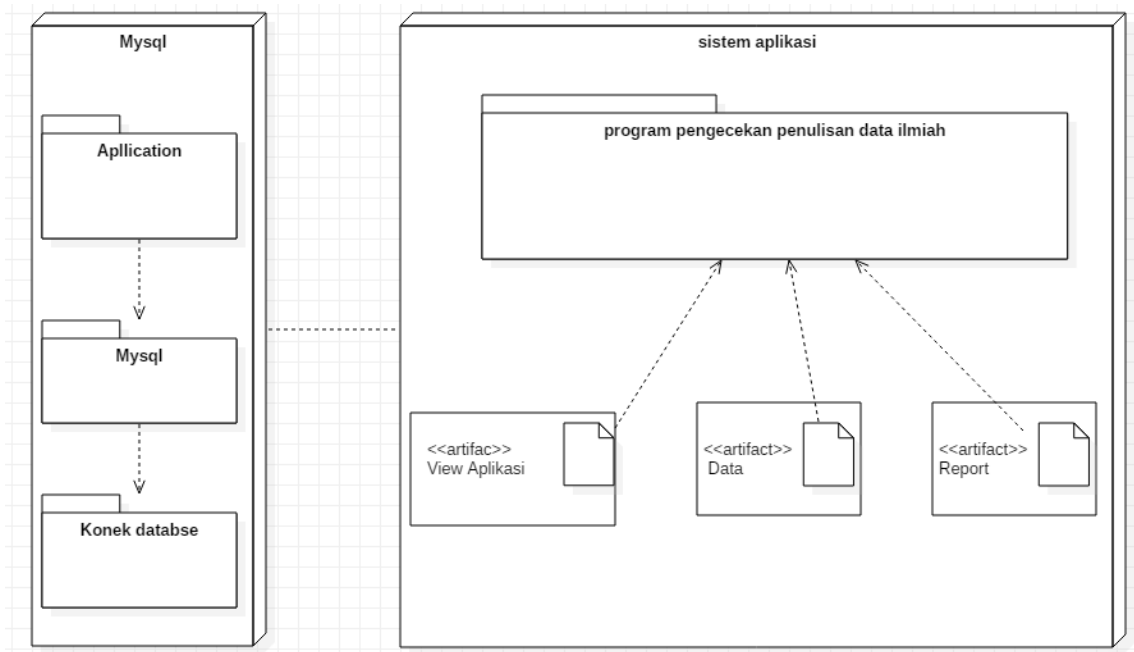 Mysql
Apllication
Mysql
Konek databse
sistem aplikasi
program pengecekan penulisan data ilmiah
<<artifac>>
View Aplikasi
<<artifact>>
Data
<<artifact>>
Report